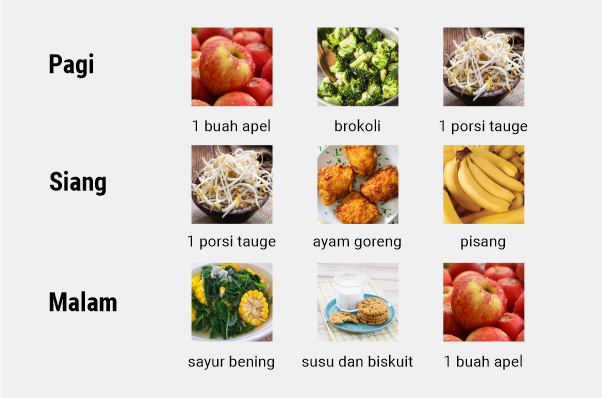 Pagi
1 buah apel
brokoli
1 porsi tauge
Siang
1 porsi tauge
ayam goreng
pisang
Malam
sayur bening
susu dan biskuit
1 buah apel